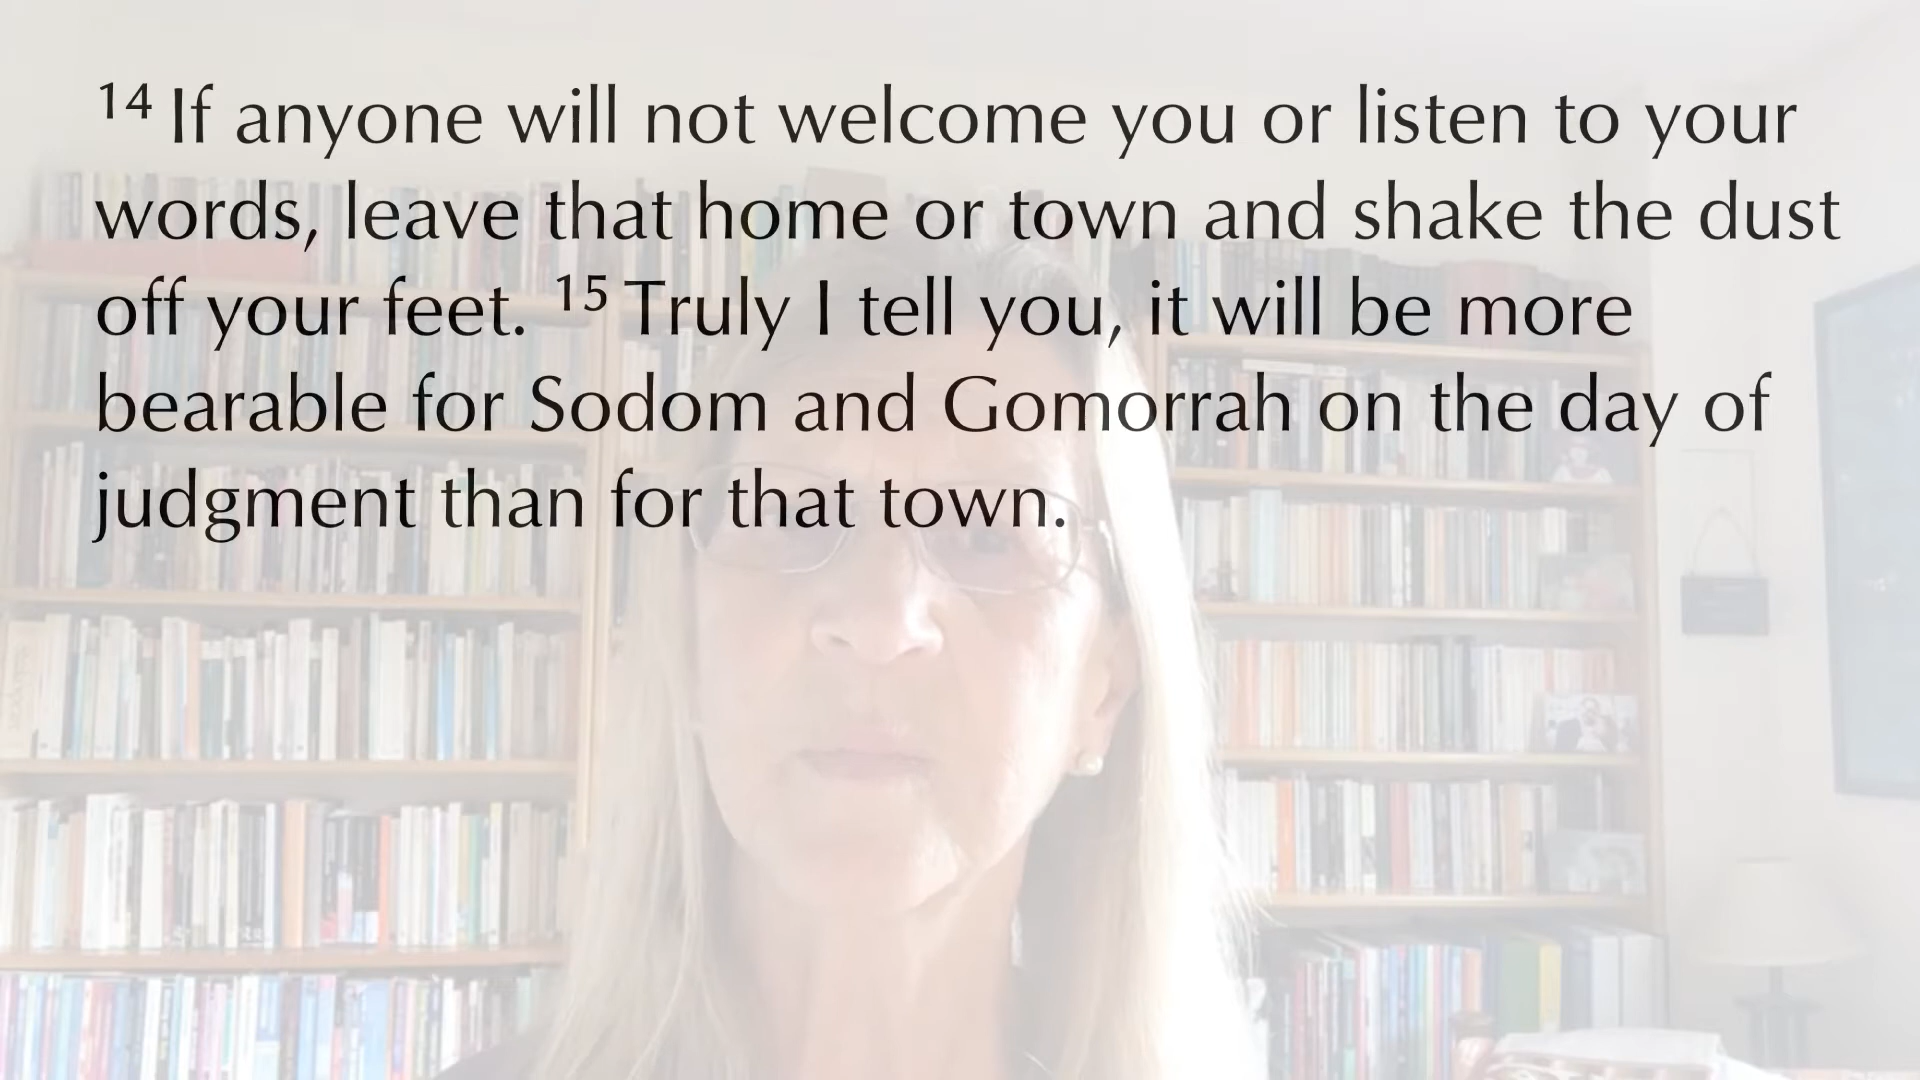 14 If anyone will not welcome you or listen to your
words, leave that home or town and shake the dust
off your feet. 15 Truly I tell you, it will be more
bearable for Sodom and Gomorrah on the day of
judgment than for that town.